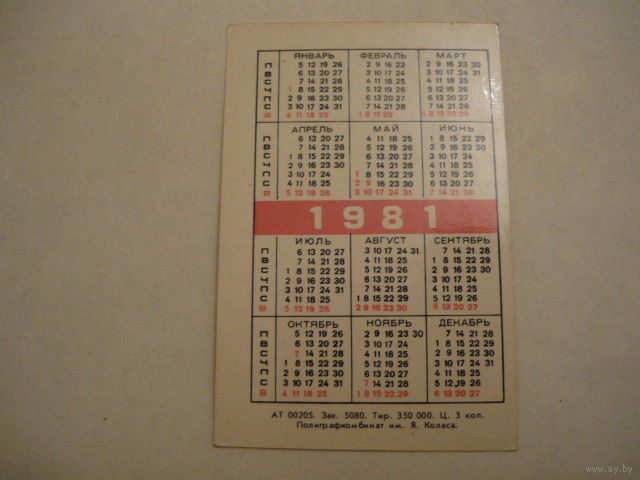 ЯНВАРЬ ФЕВРАЛЬ МАРТ
П 5 12 19 26 2 9 16 23 2 9 16 23 30
В 6 13 20 27 3 10 17 24 3 10 17 24 31
С 7 14 21 28 4 11 18 25 4 11 18 25
Ч 1 8 15 22 29 5 12 19 26 5 12 19 26
П 2 9 16 23 30 6 13 20 27 6 13 20 27
С 3 10 17 24 31 7 14 21 28 7 14 21 28
В 4 11 18 25 1 8 15 22 1 8 15 22 29
АПРЕЛЬ МАЙ ИЮНЬ
П 6 13 20 27 4 11 18 25 1 8 15 22 29
В 7 14 21 28 5 12 19 26 2 9 16 23 30
С 1 8 15 22 29 6 13 20 27 3 10 17 24
Ч 2 9 16 23 30 7 14 21 28 4 11 18 25
П 3 10 17 24 1 8 15 22 29 5 12 19 26
С 4 11 18 25 2 9 16 23 30 6 13 20 27
В 5 12 19 26 3 10 17 24 31 7 14 21 28
1981
ИЮЛЬ АВГУСТ СЕНТЯБРЬ
П 6 13 20 27 3 10 17 24 31 7 14 21 28
В 7 14 21 28 4 11 18 25 1 8 15 22 29
С 1 8 15 22 29 5 12 19 26 2 9 16 23 30
Ч 2 9 16 23 30 6 13 20 27 3 10 17 24
П 3 10 17 24 31 7 14 21 28 4 11 18 25
С 4 11 18 25 1 8 15 22 29 5 12 19 26
В 5 12 19 26 2 9 16 23 30 6 13 20 27
ОКТЯБРЬ НОЯБРЬ ДЕКАБРЬ
П 5 12 19 26 2 9 16 23 30 7 14 21 28
В 6 13 20 27 3 10 17 24 1 8 15 22 29
С 7 14 21 28 4 11 18 25 2 9 16 23 30
Ч 1 8 15 22 29 5 12 19 26 3 10 17 24 31
П 2 9 16 23 30 6 13 20 27 4 11 18 25
С 3 10 17 24 31 7 14 21 28 5 12 19 26
В 4 11 18 25 1 8 15 22 29 6 13 20 27
АТ 00205. Зак. 5080. Тир. 350 000. Ц. 3 коп.
Полиграфкомбинат им. Я. Коласа.
www.ay.by